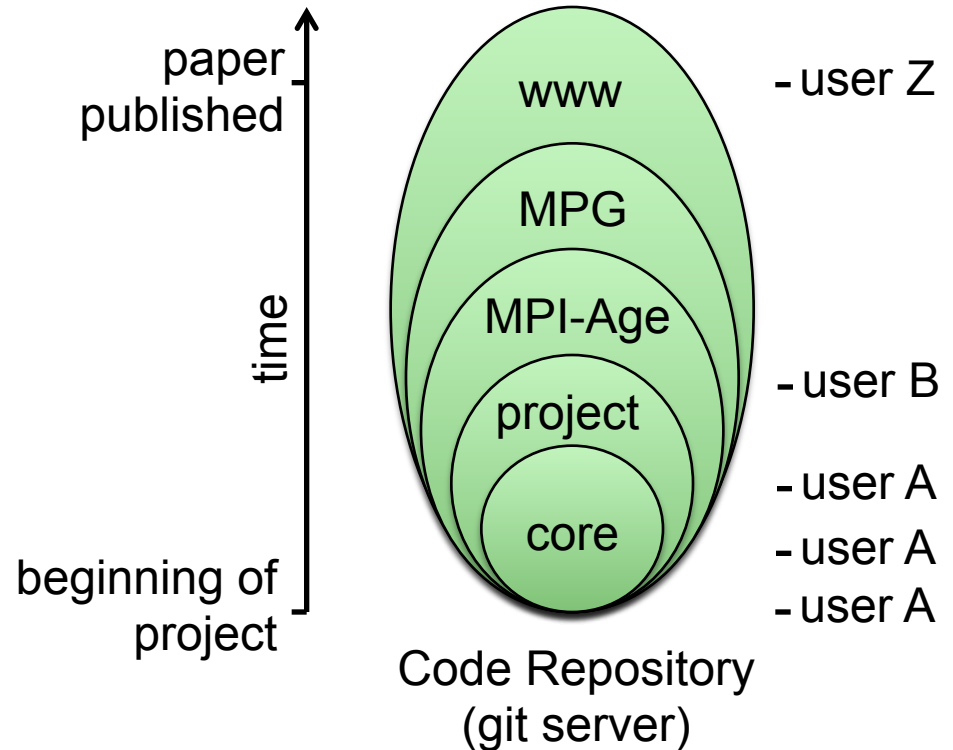 paper
published
time
beginning of
project
www
MPG
MPI-Age
project
core
Code Repository
(git server)
- user Z
- user B
- user A
- user A
- user A